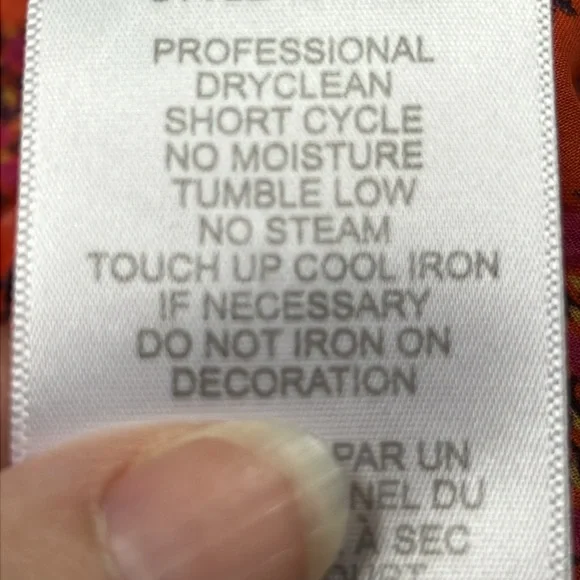 PROFESSIONAL
DRYCLEAN
SHORT CYCLE
NO MOISTURE
TUMBLE LOW
NO STEAM
TOUCH UP COOL IRON
IF NECESSARY
DO NOT IRON ON
DECORATION
PAR UN
DU
À SEC